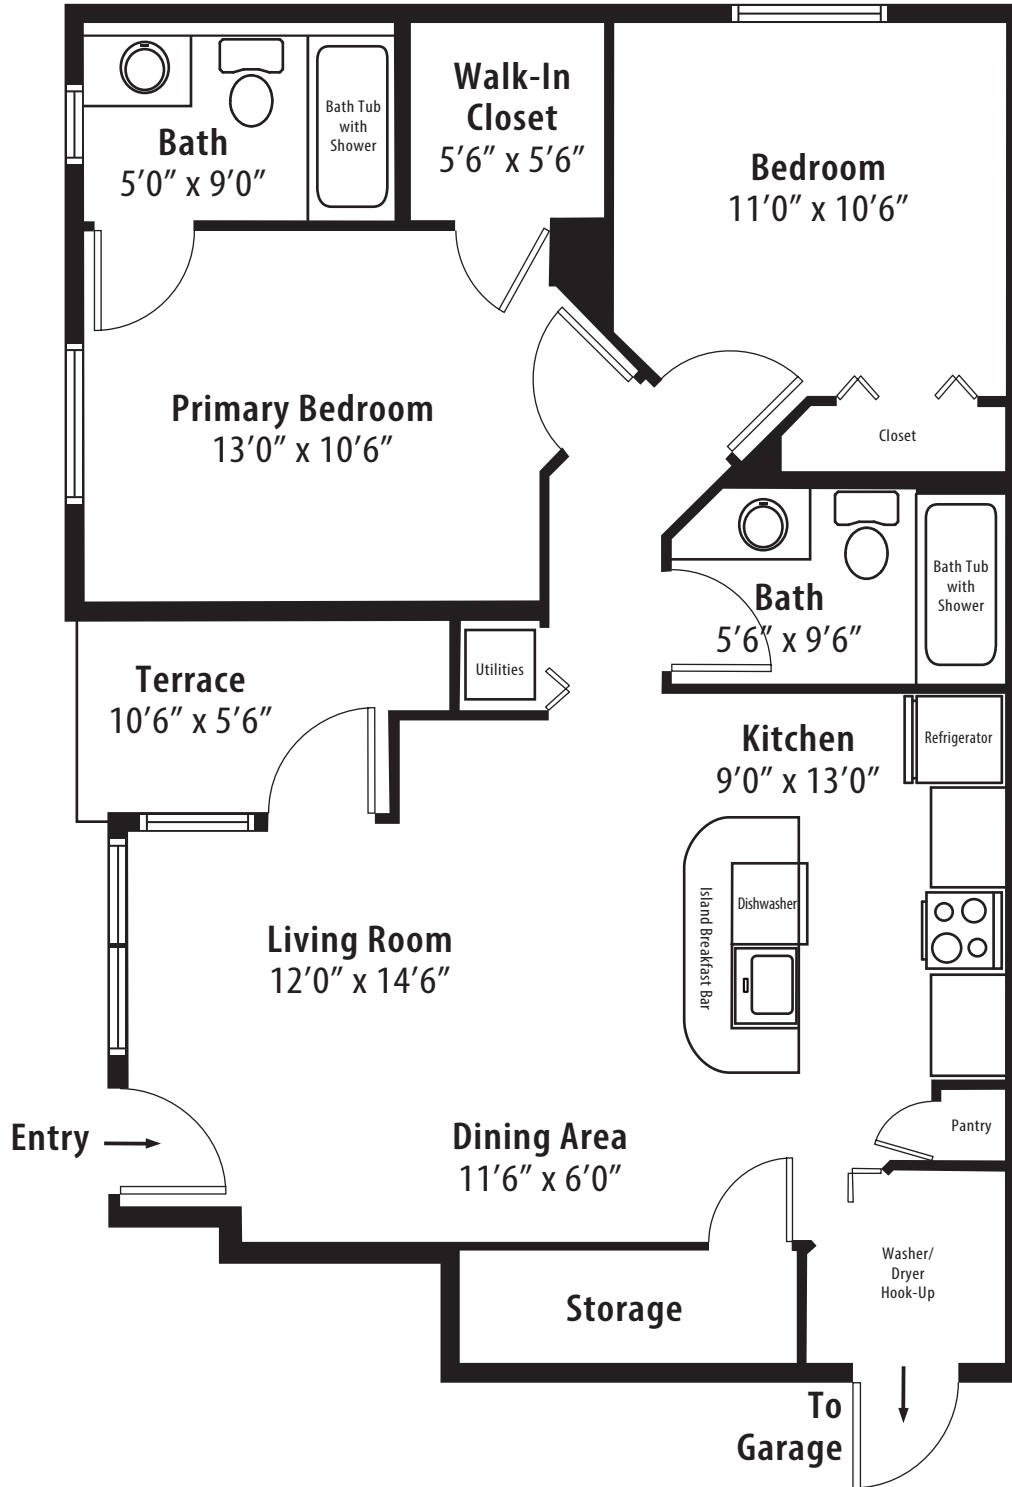 Bath
5’0” x 9’0”
Bath Tub
with
Shower
Walk-In
Closet
5’6” x 5’6”
Bedroom
11’0” x 10’6”
Primary Bedroom
13’0” x 10’6”
Closet
Bath
5’6” x 9’6”
Bath Tub
with
Shower
Terrace
10’6” x 5’6”
Utilities
Kitchen
9’0” x 13’0”
Refrigerator
Island Breakfast Bar
Dishwasher
Living Room
12’0” x 14’6”
Entry
Dining Area
11’6” x 6’0”
Pantry
Washer/
Dryer
Hook-Up
Storage
To
Garage